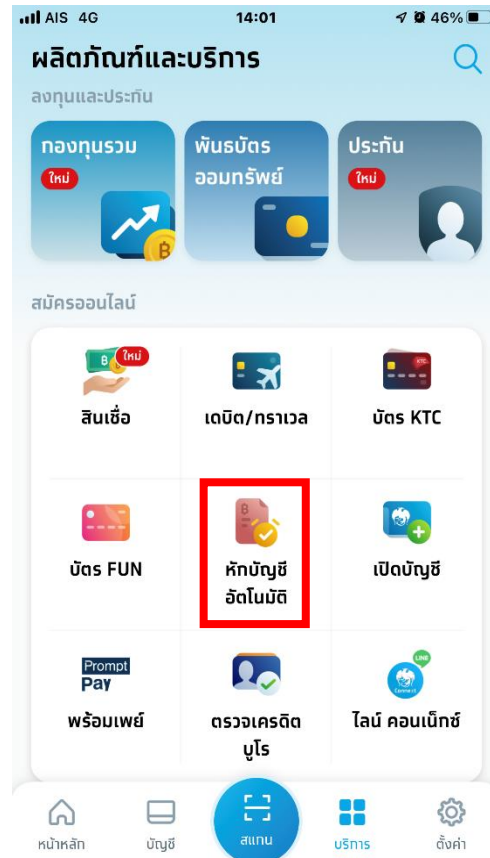 AIS 4G 14:01 46%
ผลิตภัณฑ์และบริการ
ลงทุนและประกัน
กองทุนรวม
ใหม่
พันธบัตร
ออมทรัพย์
ประกัน
ใหม่
สมัครออนไลน์
ใหม่
สินเชื่อ
เดบิต/ทราเวล
KTC
บัตร KTC
บัตร FUN
หักบัญชี
อัตโนมัติ
เปิดบัญชี
Prompt
Pay
พร้อมเพย์
ตรวจเครดิต
บูโร
LINE
Connect
ไลน์ คอนเน็กซ์
หน้าหลัก
บัญชี
สแกน
บริการ
ตั้งค่า